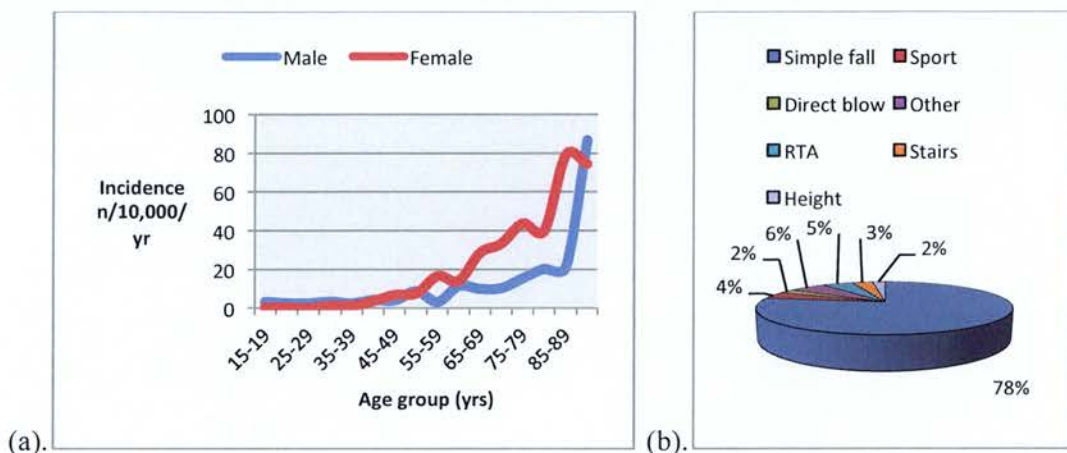 Male Female
100
80
60
40
20
0
Incidence
n/10,000/
yr
15-19
25-29
35-39
45-49
55-59
65-69
75-79
85-89
Age group (yrs)
(a).
Simple fall Sport
Direct blow Other
RTA Stairs
Height
4%
2%
6%
5%
3%
2%
78%
(b).